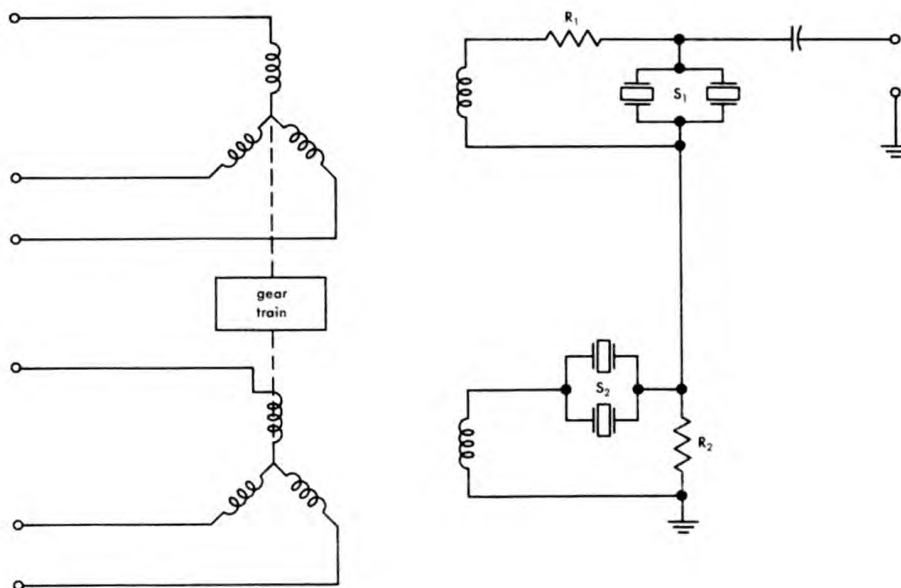 R₁
S₁
gear
train
S₂
R₂